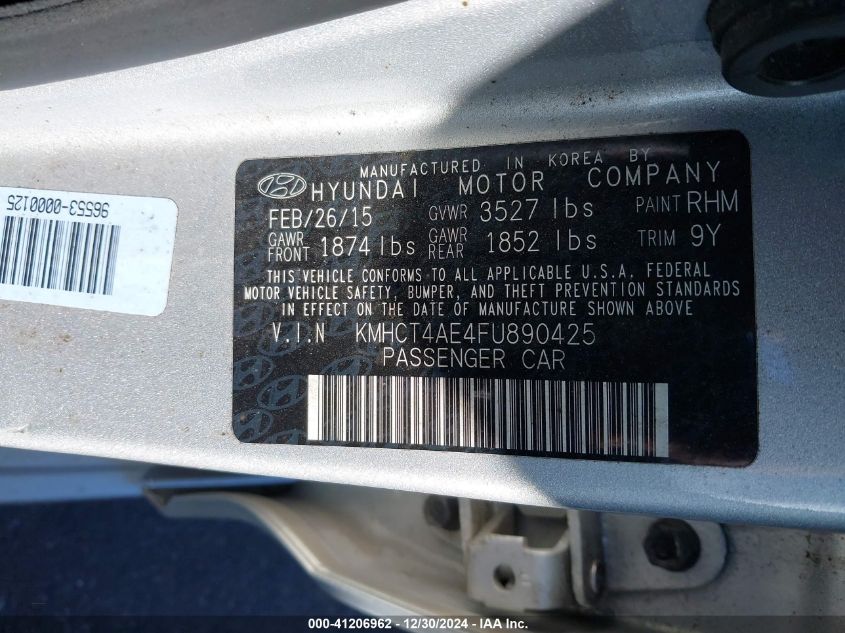 MANUFACTURED IN KOREA BY
HYUNDAI MOTOR COMPANY
FEB/26/15 GVWR 3527 lbs PAINT RHM
GAWR FRONT 1874 lbs GAWR REAR 1852 lbs TRIM 9Y
THIS VEHICLE CONFORMS TO ALL APPLICABLE U.S.A. FEDERAL
MOTOR VEHICLE SAFETY, BUMPER, AND THEFT PREVENTION STANDARDS
IN EFFECT ON THE DATE OF MANUFACTURE SHOWN ABOVE
V.I.N KMHCT4AE4FU890425
PASSENGER CAR
96553-0000125
000-41206962 - 12/30/2024 - IAA Inc.